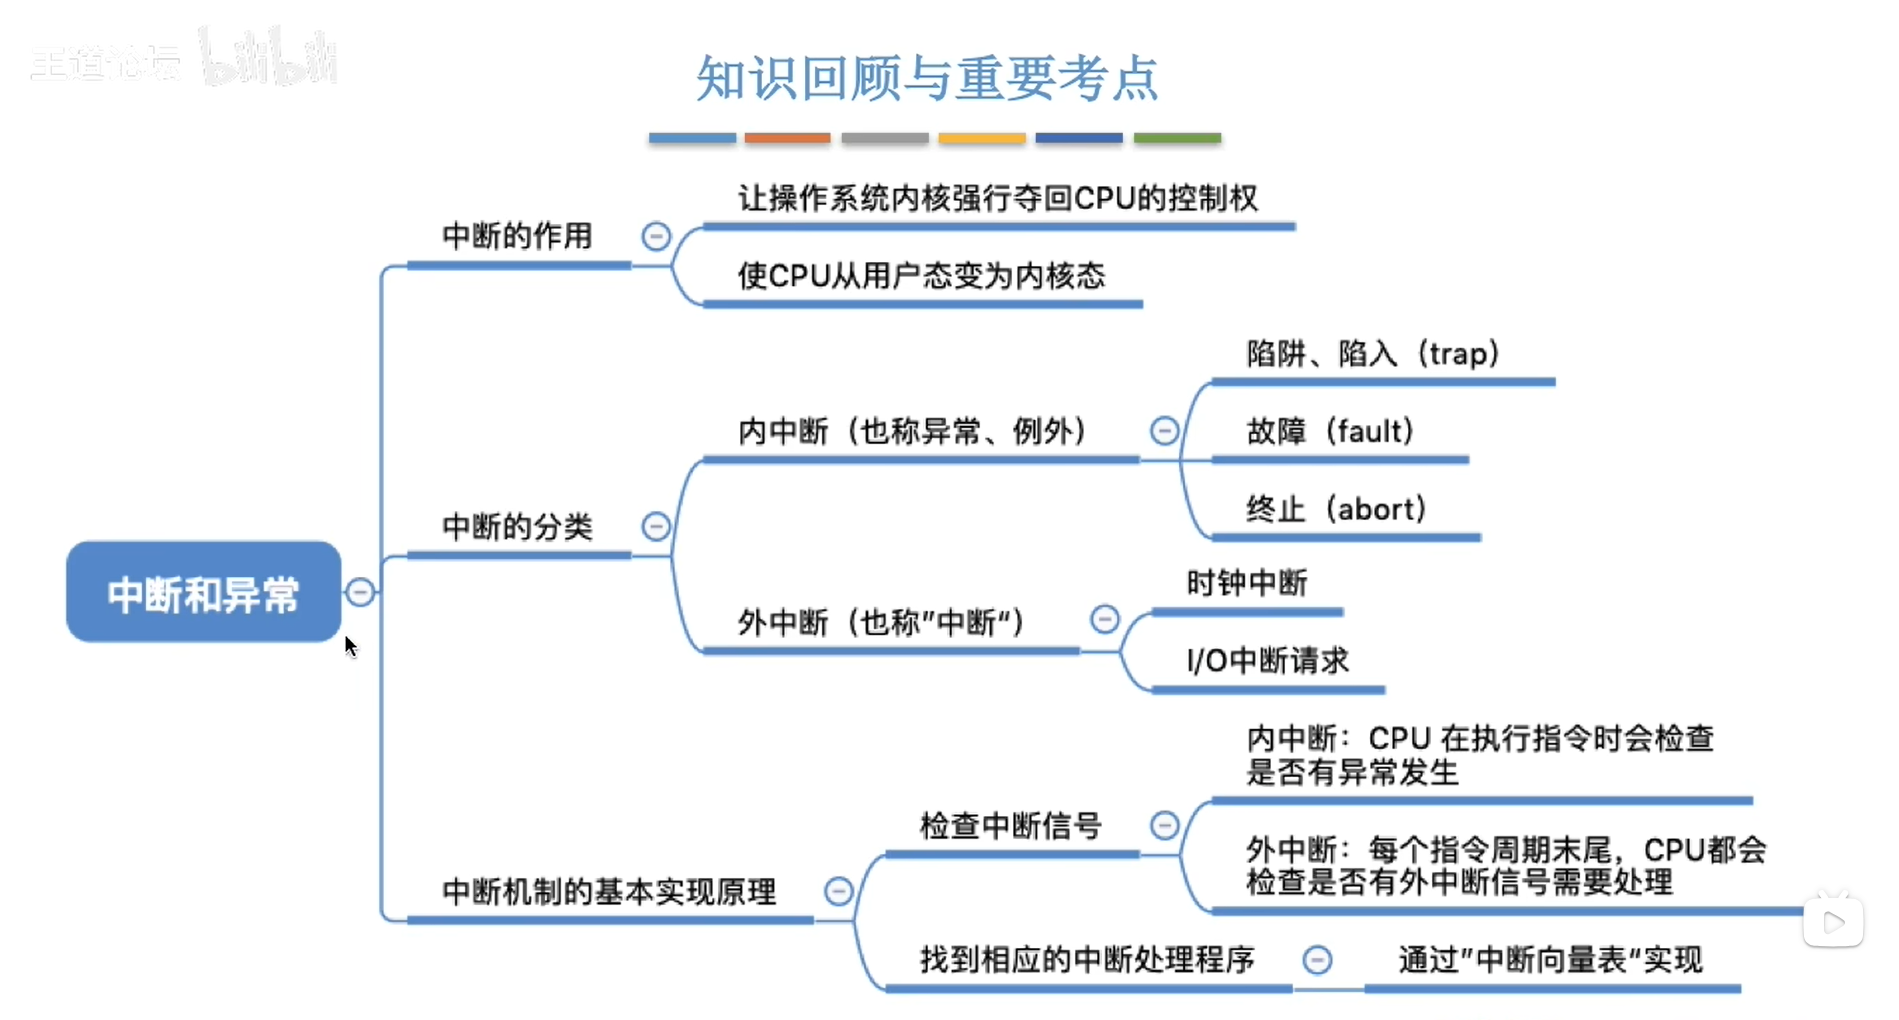 王道论坛 bilibili
知识回顾与重要考点
让操作系统内核强行夺回CPU的控制权
中断的作用
使CPU从用户态变为内核态
陷阱、陷入（trap）
内中断（也称异常、例外）
故障（fault）
终止（abort）
中断的分类
中断和异常
时钟中断
外中断（也称”中断“）
I/O中断请求
内中断：CPU 在执行指令时会检查
是否有异常发生
检查中断信号
外中断：每个指令周期末尾，CPU都会
检查是否有外中断信号需要处理
中断机制的基本实现原理
找到相应的中断处理程序
通过”中断向量表“实现